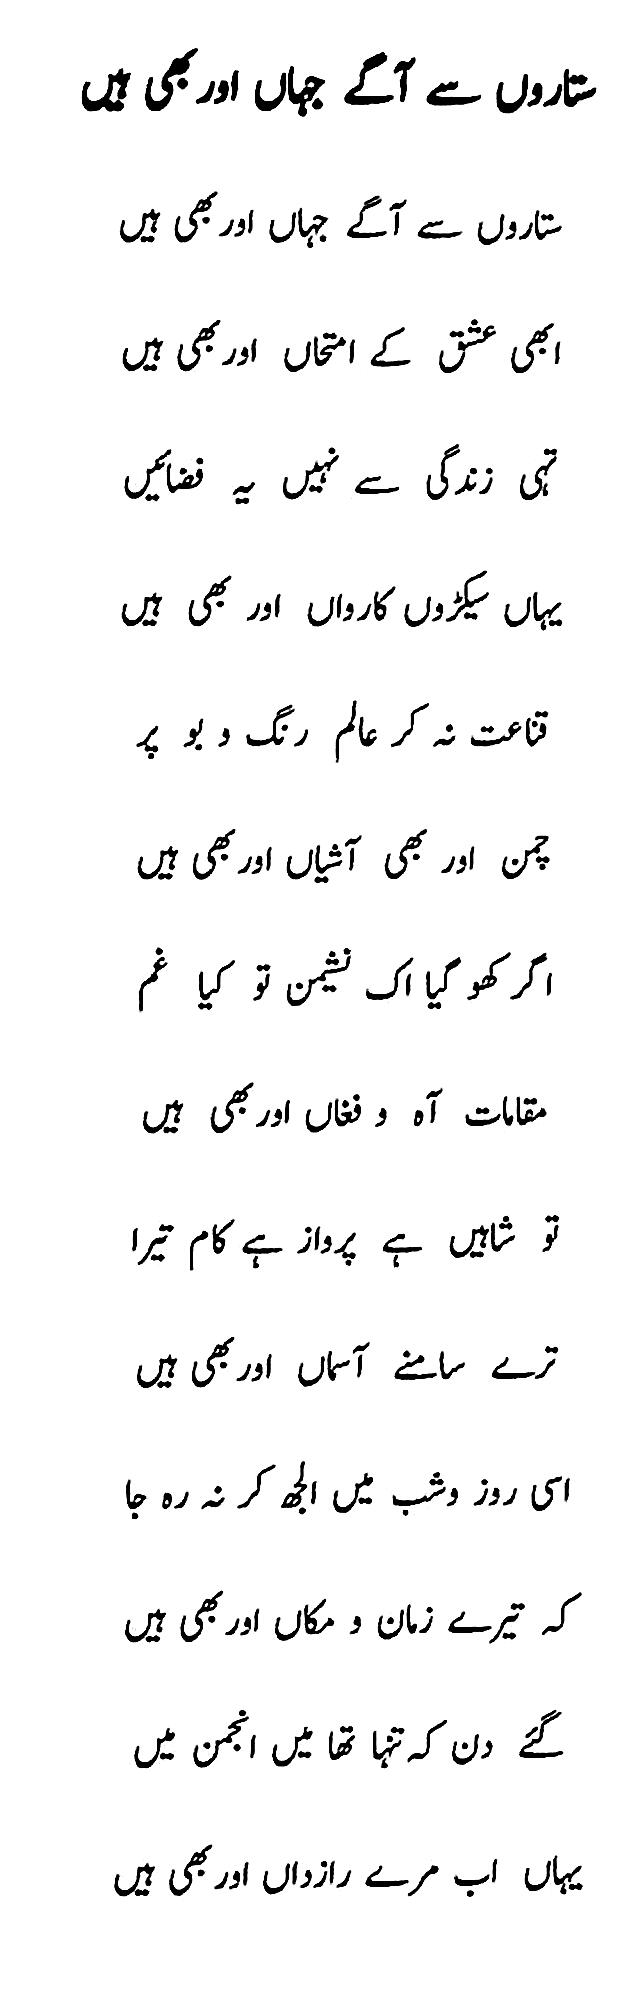 ستاروں سے آگے جہاں اور بھی ہیں
ستاروں سے آگے جہاں اور بھی ہیں
ابھی عشق کے امتحاں اور بھی ہیں
تہی زندگی سے نہیں یہ فضائیں
یہاں سیکڑوں کارواں اور بھی ہیں
قناعت نہ کر عالم رنگ و بو پر
چمن اور بھی آشیاں اور بھی ہیں
اگر کھو گیا اک نشیمن تو کیا غم
مقامات آہ و فغاں اور بھی ہیں
تو شاہیں ہے پرواز ہے کام تیرا
ترے سامنے آسماں اور بھی ہیں
اسی روز و شب میں الجھ کر نہ رہ جا
کہ تیرے زمان و مکاں اور بھی ہیں
گئے دن کہ تنہا تھا میں انجمن میں
یہاں اب مرے رازداں اور بھی ہیں